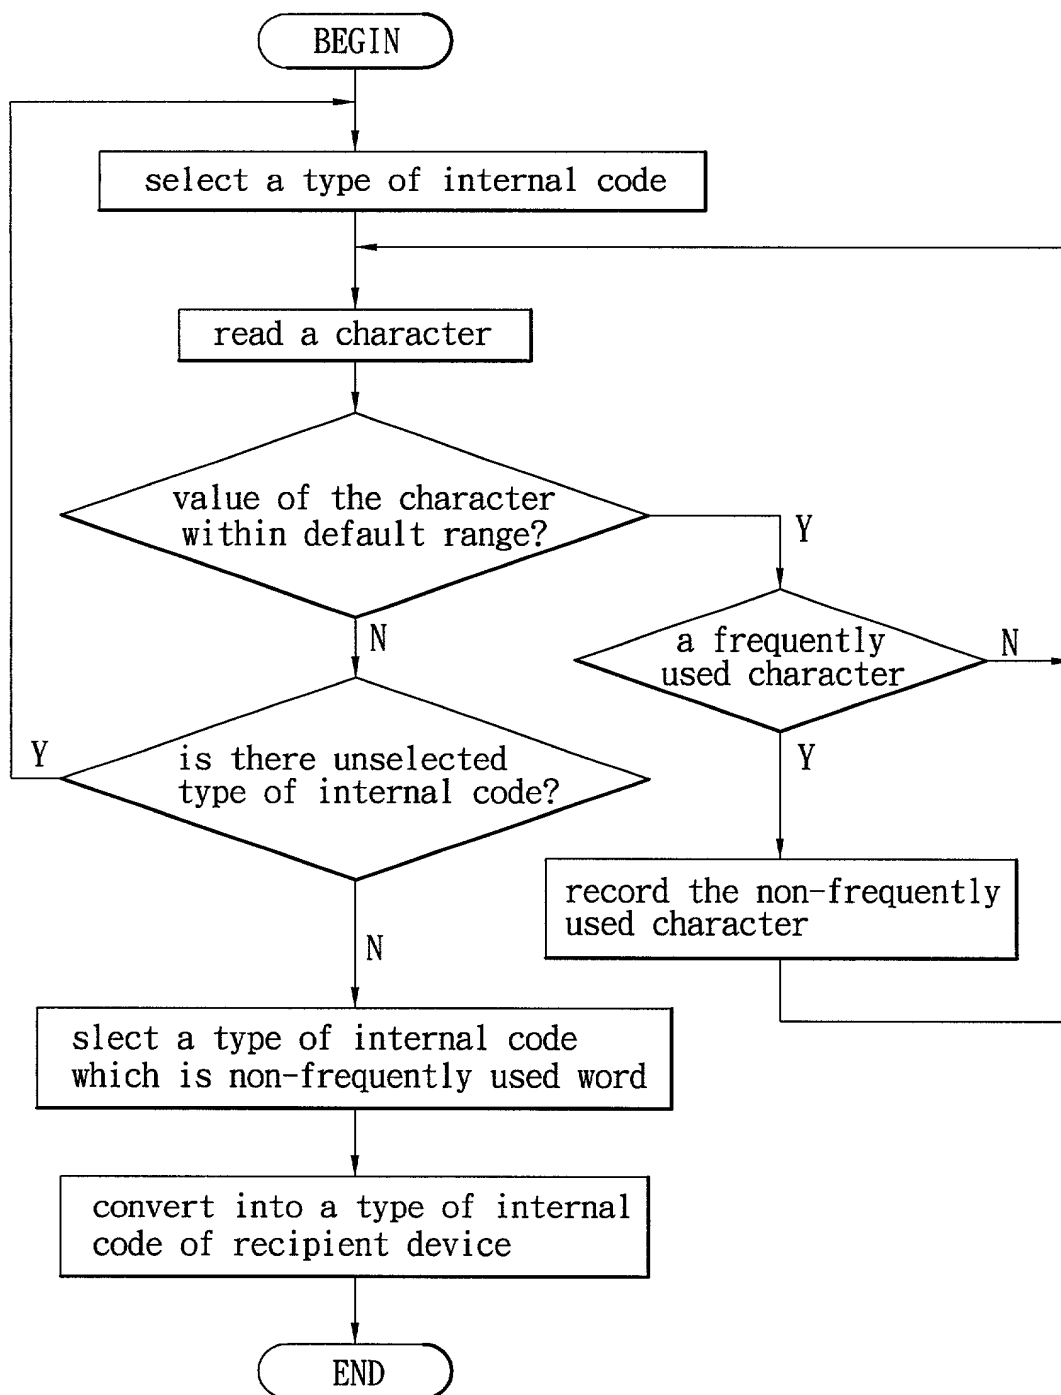 BEGIN
select a type of internal code
read a character
value of the character
within default range?
Y
N
a frequently
used character
N
Y
is there unselected
type of internal code?
Y
N
record the non-frequently
used character
slect a type of internal code
which is non-frequently used word
convert into a type of internal
code of recipient device
END